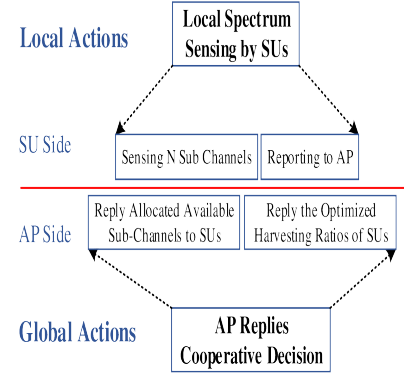 Local Actions
Local Spectrum
Sensing by SUs
SU Side
Sensing N Sub Channels
Reporting to AP
AP Side
Reply Allocated Available
Sub-Channels to SUs
Reply the Optimized
Harvesting Ratios of SUs
Global Actions
AP Replies
Cooperative Decision